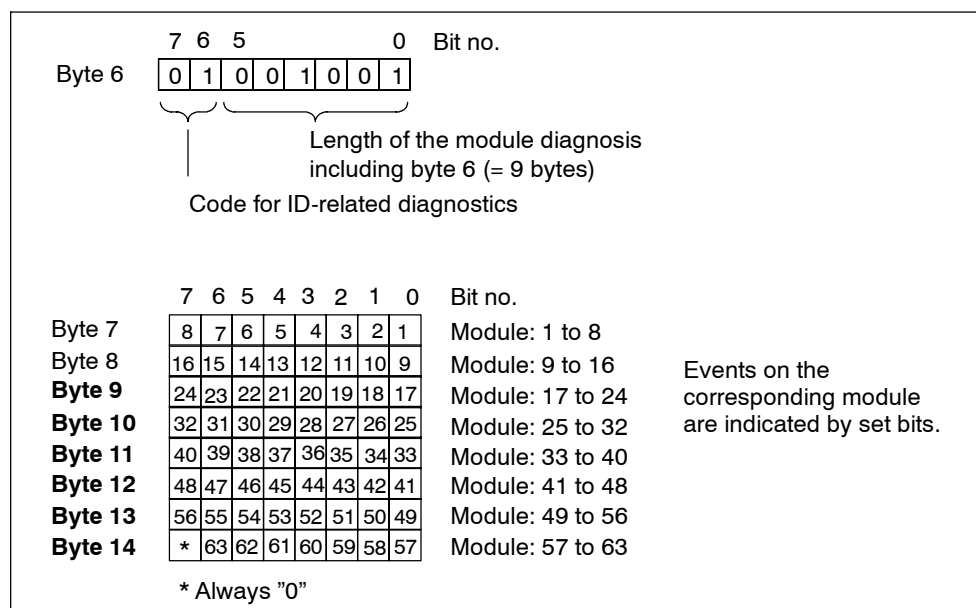 7 6 5 0 Bit no.
Byte 6 0 1 0 0 1 0 0 1
Length of the module diagnosis
including byte 6 (= 9 bytes)
Code for ID-related diagnostics
7 6 5 4 3 2 1 0 Bit no.
Byte 7 8 7 6 5 4 3 2 1 Module: 1 to 8
Byte 8 16 15 14 13 12 11 10 9 Module: 9 to 16
Byte 9 24 23 22 21 20 19 18 17 Module: 17 to 24
Byte 10 32 31 30 29 28 27 26 25 Module: 25 to 32
Byte 11 40 39 38 37 36 35 34 33 Module: 33 to 40
Byte 12 48 47 46 45 44 43 42 41 Module: 41 to 48
Byte 13 56 55 54 53 52 51 50 49 Module: 49 to 56
Byte 14 * 63 62 61 60 59 58 57 Module: 57 to 63
Events on the
corresponding module
are indicated by set bits.
* Always ”0”